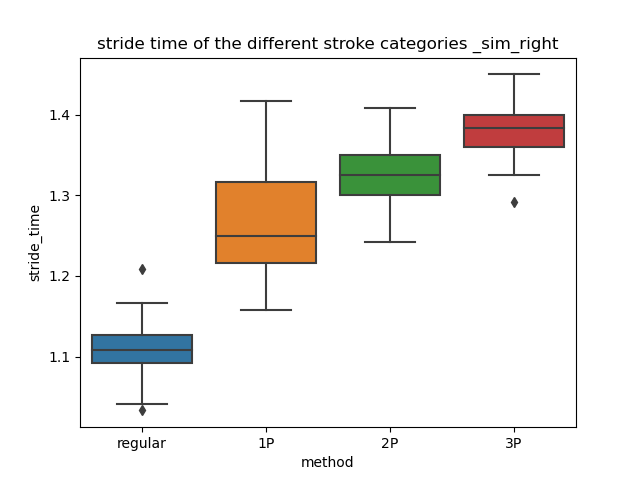 stride time of the different stroke categories _sim_right
1.4
1.3
1.2
1.1
stride_time
regular 1P 2P 3P
method